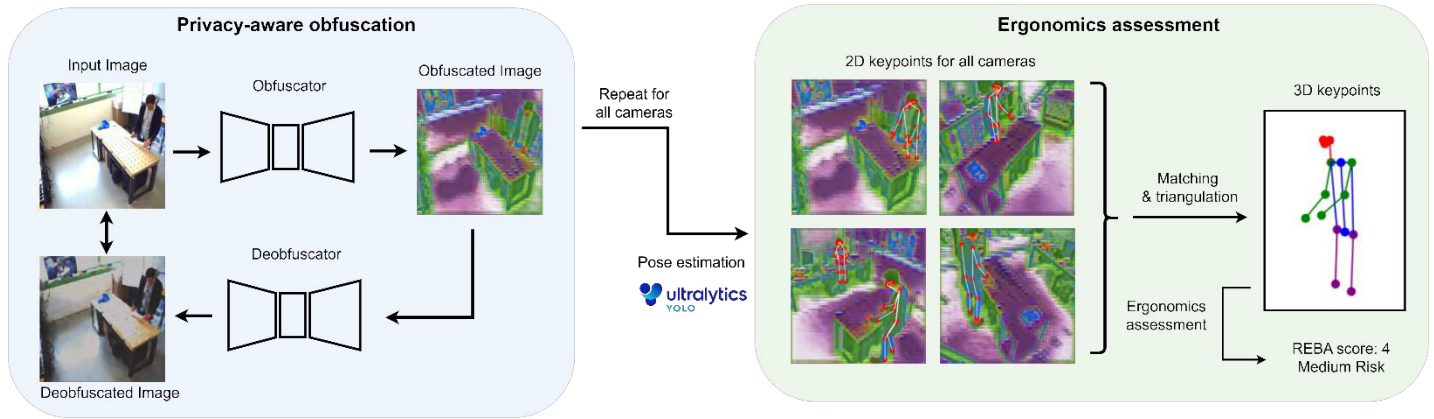 Privacy-aware obfuscation
Input Image
Obfuscator
Obfuscated Image
Deobfuscator
Deobfuscated Image
Repeat for
all cameras
Pose estimation
ultralytics
YOLO
Ergonomics assessment
2D keypoints for all cameras
Matching
& triangulation
3D keypoints
Ergonomics
assessment
REBA score: 4
Medium Risk